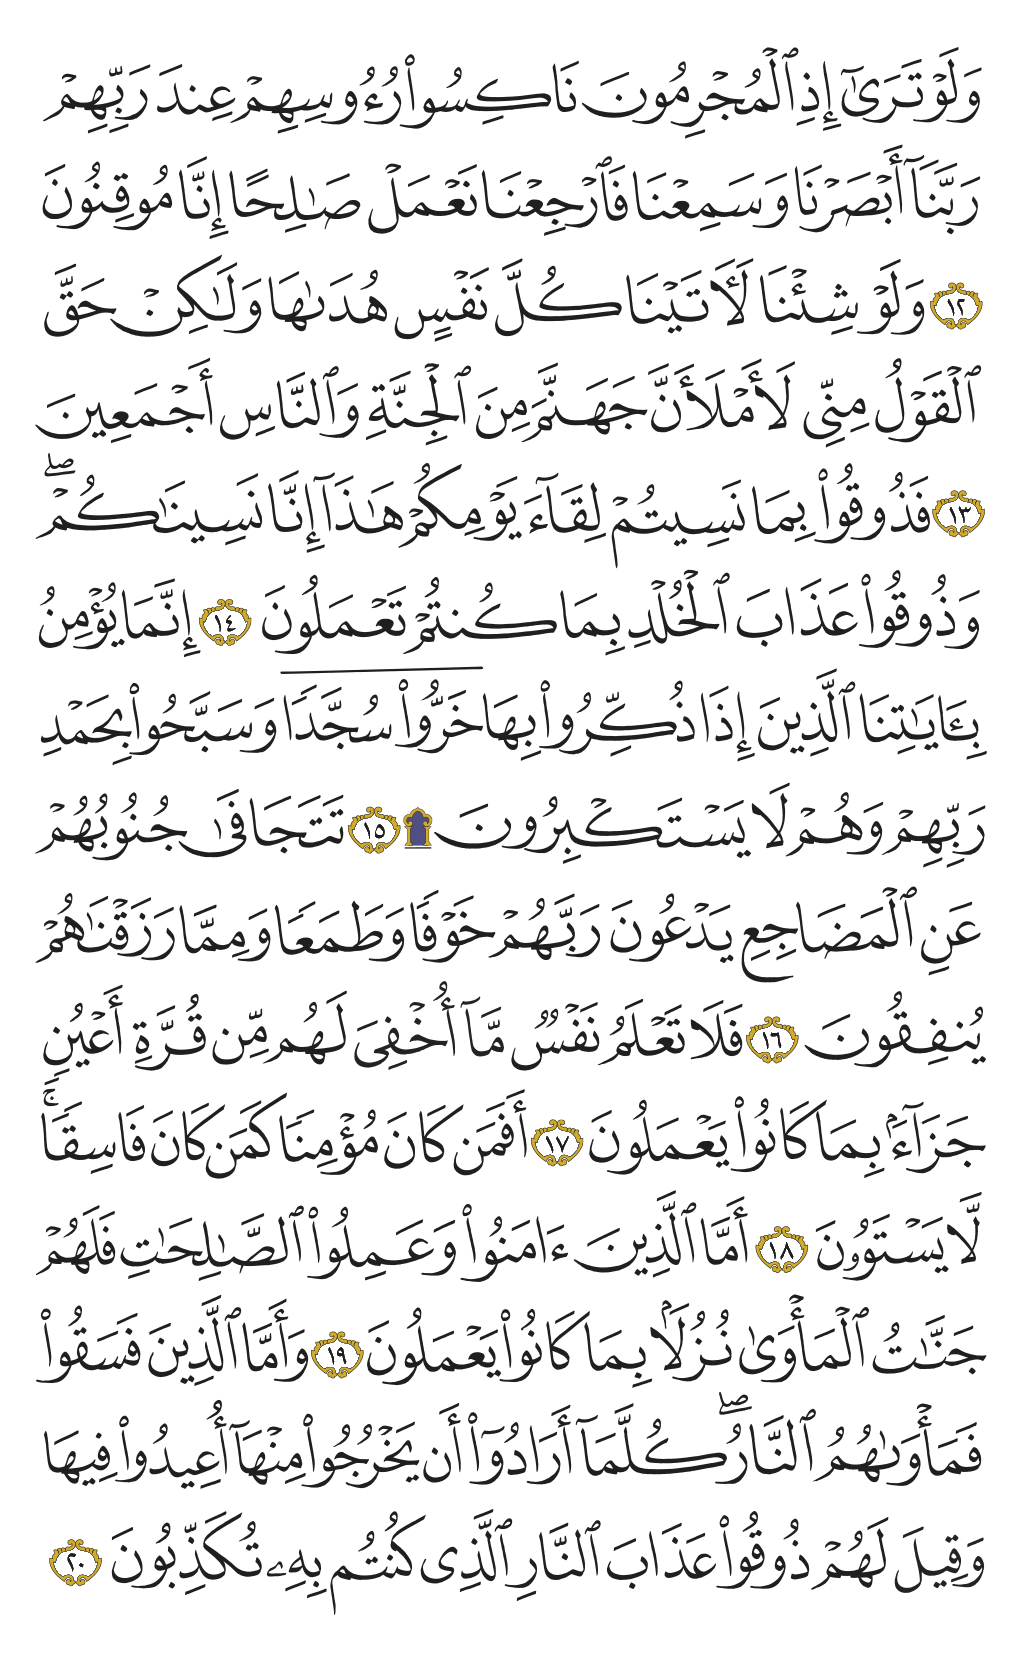 وَلَوۡ تَرَىٰٓ إِذِ ٱلۡمُجۡرِمُونَ نَاكِسُواْ رُءُوسِهِمۡ عِندَ رَبِّهِمۡ
رَبَّنَآ أَبۡصَرۡنَا وَسَمِعۡنَا فَٱرۡجِعۡنَا نَعۡمَلۡ صَٰلِحًا إِنَّا مُوقِنُونَ
١٢ وَلَوۡ شِئۡنَا لَأٓتَيۡنَا كُلَّ نَفۡسٍ هُدَىٰهَا وَلَٰكِنۡ حَقَّ
ٱلۡقَوۡلُ مِنِّي لَأَمۡلَأَنَّ جَهَنَّمَ مِنَ ٱلۡجِنَّةِ وَٱلنَّاسِ أَجۡمَعِينَ
١٣ فَذُوقُواْ بِمَا نَسِيتُمۡ لِقَآءَ يَوۡمِكُمۡ هَٰذَآ إِنَّا نَسِينَٰكُمۡۖ
وَذُوقُواْ عَذَابَ ٱلۡخُلۡدِ بِمَا كُنتُمۡ تَعۡمَلُونَ ١٤ إِنَّمَا يُؤۡمِنُ
بِـَٔايَٰتِنَا ٱلَّذِينَ إِذَا ذُكِّرُواْ بِهَا خَرُّواْ سُجَّدٗا وَسَبَّحُواْ بِحَمۡدِ
رَبِّهِمۡ وَهُمۡ لَا يَسۡتَكۡبِرُونَ ۩ ١٥ تَتَجَافَىٰ جُنُوبُهُمۡ
عَنِ ٱلۡمَضَاجِعِ يَدۡعُونَ رَبَّهُمۡ خَوۡفٗا وَطَمَعٗا وَمِمَّا رَزَقۡنَٰهُمۡ
يُنفِقُونَ ١٦ فَلَا تَعۡلَمُ نَفۡسٞ مَّآ أُخۡفِيَ لَهُم مِّن قُرَّةِ أَعۡيُنٖ
جَزَآءَۢ بِمَا كَانُواْ يَعۡمَلُونَ ١٧ أَفَمَن كَانَ مُؤۡمِنٗا كَمَن كَانَ فَاسِقٗاۚ
لَّا يَسۡتَوُۥنَ ١٨ أَمَّا ٱلَّذِينَ ءَامَنُواْ وَعَمِلُواْ ٱلصَّٰلِحَٰتِ فَلَهُمۡ
جَنَّٰتُ ٱلۡمَأۡوَىٰ نُزُلَۢا بِمَا كَانُواْ يَعۡمَلُونَ ١٩ وَأَمَّا ٱلَّذِينَ فَسَقُواْ
فَمَأۡوَىٰهُمُ ٱلنَّارُۖ كُلَّمَآ أَرَادُوٓاْ أَن يَخۡرُجُواْ مِنۡهَآ أُعِيدُواْ فِيهَا
وَقِيلَ لَهُمۡ ذُوقُواْ عَذَابَ ٱلنَّارِ ٱلَّذِي كُنتُم بِهِۦ تُكَذِّبُونَ ٢٠